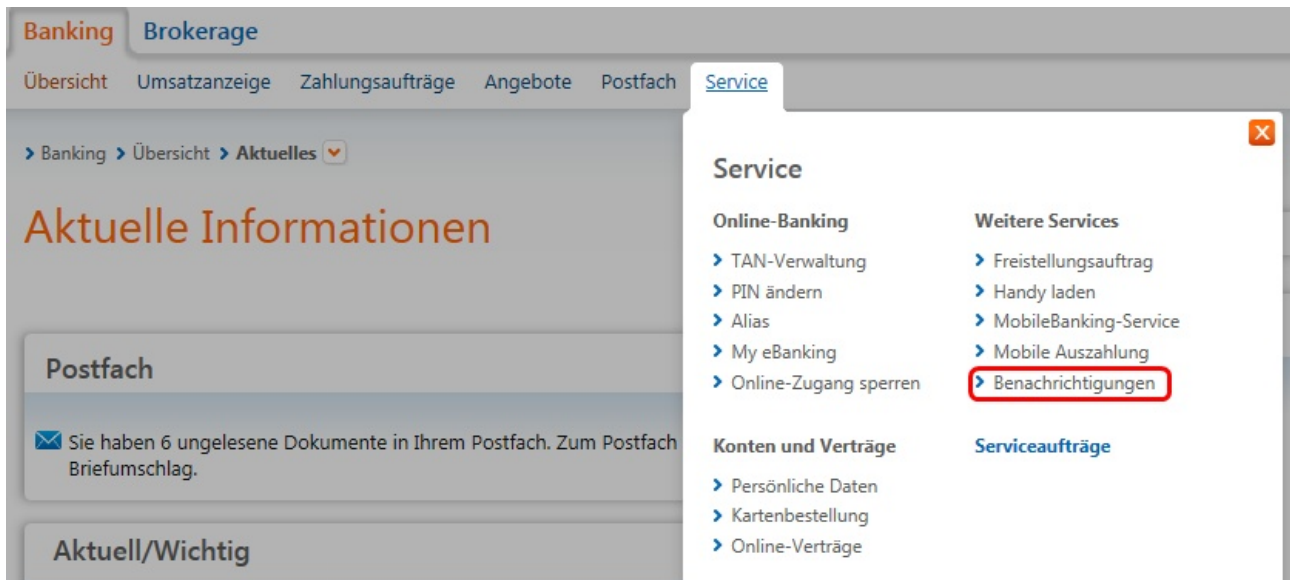 Banking Brokerage
Übersicht Umsatzanzeige Zahlungsaufträge Angebote Postfach Service
Banking Übersicht Aktuelles
Aktuelle Informationen
Postfach
Sie haben 6 ungelesene Dokumente in Ihrem Postfach. Zum Postfach
Briefumschlag.
Aktuell/Wichtig
X
Service
Online-Banking
TAN-Verwaltung
PIN ändern
Alias
My eBanking
Online-Zugang sperren
Weitere Services
Freistellungsauftrag
Handy laden
MobileBanking-Service
Mobile Auszahlung
Benachrichtigungen
Konten und Verträge
Persönliche Daten
Kartenbestellung
Online-Verträge
Serviceaufträge